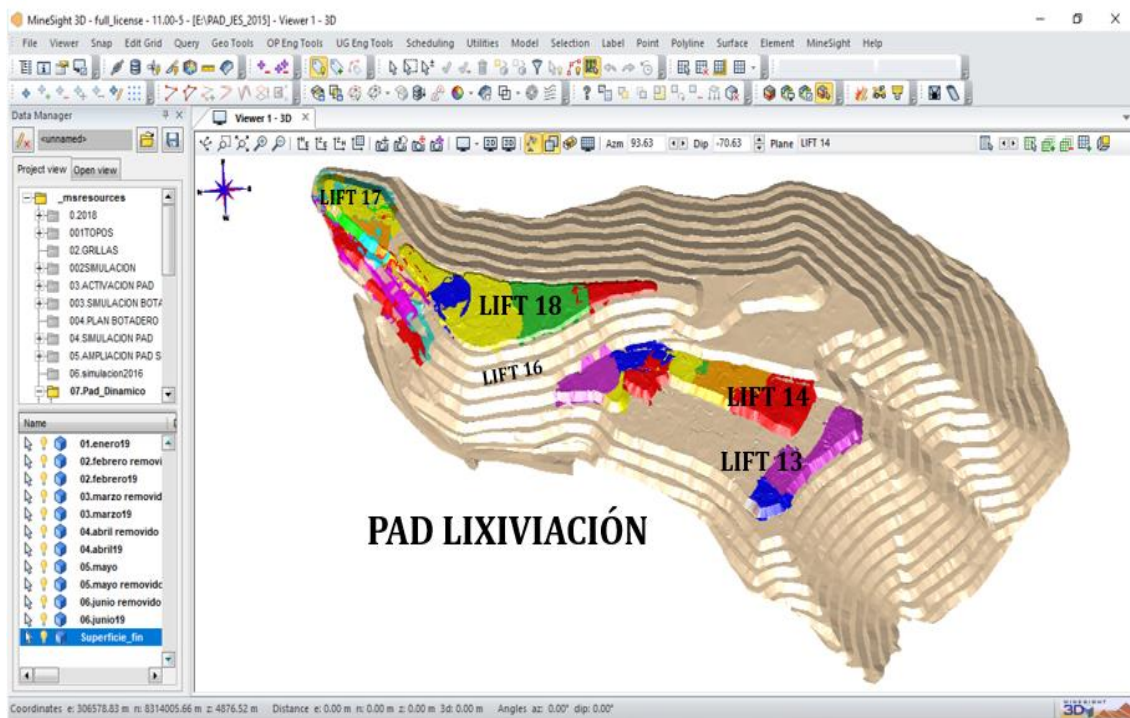 MineSight 3D - full_license - 11.00-5 - [E:\PAD_JES_2015] - Viewer 1 - 3D
File Viewer Snap Edit Grid Query Geo Tools OP Eng Tools UG Eng Tools Scheduling Utilities Model Selection Label Point Polyline Surface Element MineSight Help
Data Manager
Viewer 1 - 3D
<unnamed>
Azm 93.63 Dip -70.63 Plane LIFT 14
Project view Open view
_msresources
0.2018
001TOPOS
02.GRILLAS
002SIMULACION
03.ACTIVACION PAD
003.SIMULACION BOTA
004.PLAN BOTADERO
04.SIMULACION PAD
05.AMPLIACION PAD S
06.simulacion2016
07.Pad_Dinamico
Name
01.enero19
02.febrero removi
02.febrero19
03.marzo removid
03.marzo19
04.abril removido
04.abril19
05.mayo
05.mayo removido
06.junio removido
06.junio19
Superficie_fin
LIFT 17
LIFT 18
LIFT 16
LIFT 14
LIFT 13
PAD LIXIVIACIÓN
Coordinates e: 306578.83 m n: 8314005.66 m z: 4876.52 m Distance e: 0.00 m n: 0.00 m z: 0.00 m 3d: 0.00 m Angles az: 0.00° dip: 0.00°
MINESIGHT
3D